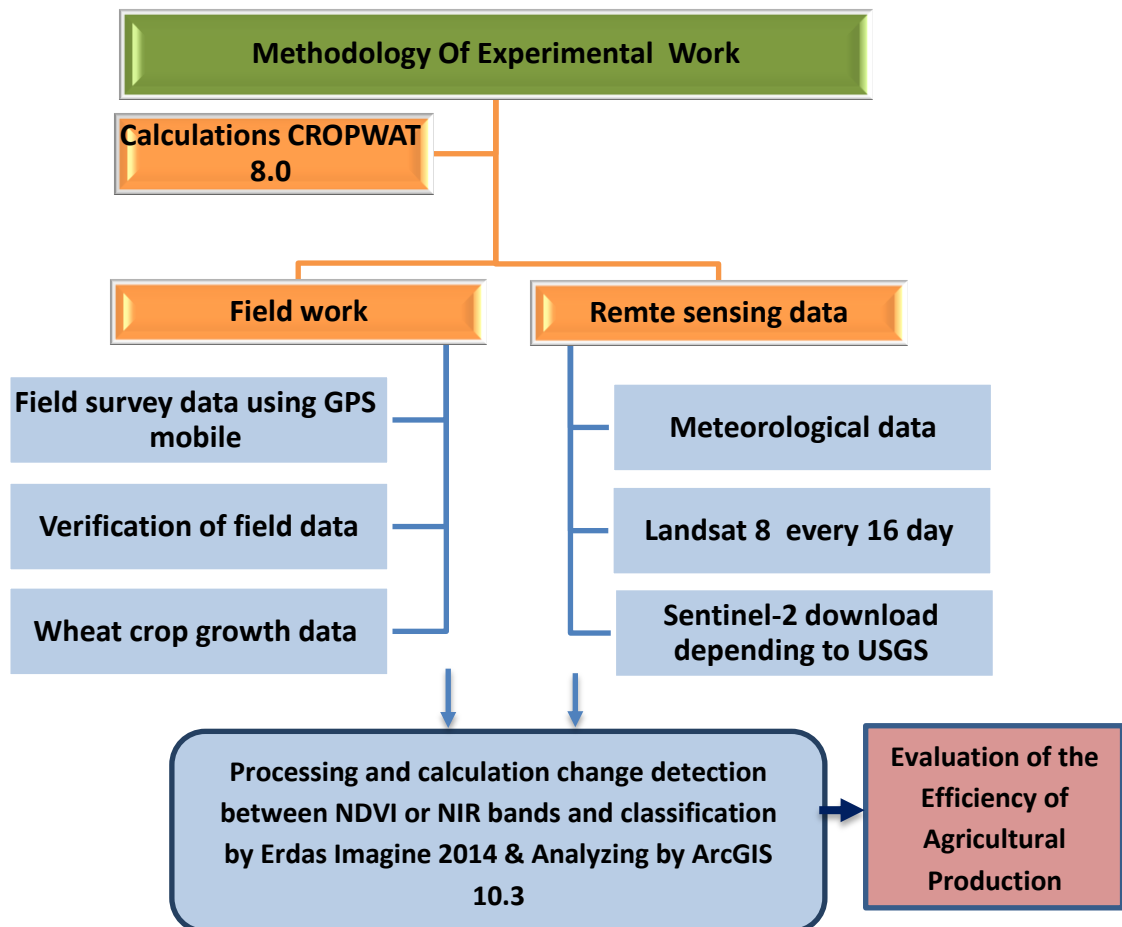 Methodology Of Experimental Work
Calculations CROPWAT
8.0
Field work
Remte sensing data
Field survey data using GPS
mobile
Verification of field data
Wheat crop growth data
Meteorological data
Landsat 8 every 16 day
Sentinel-2 download
depending to USGS
Processing and calculation change detection
between NDVI or NIR bands and classification
by Erdas Imagine 2014 & Analyzing by ArcGIS
10.3
Evaluation of the
Efficiency of
Agricultural
Production